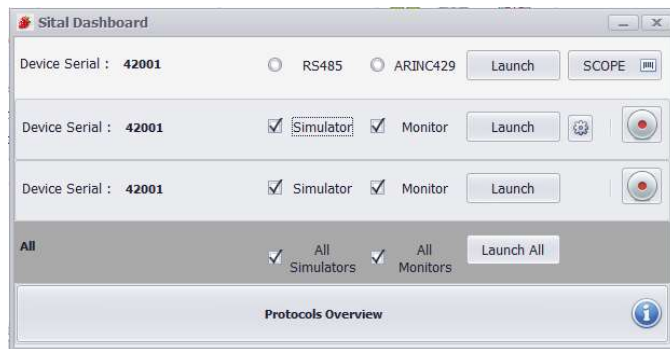 Sital Dashboard
Device Serial : 42001 RS485 ARINC429 Launch SCOPE
Device Serial : 42001 Simulator Monitor Launch
Device Serial : 42001 Simulator Monitor Launch
All All Simulators All Monitors Launch All
Protocols Overview